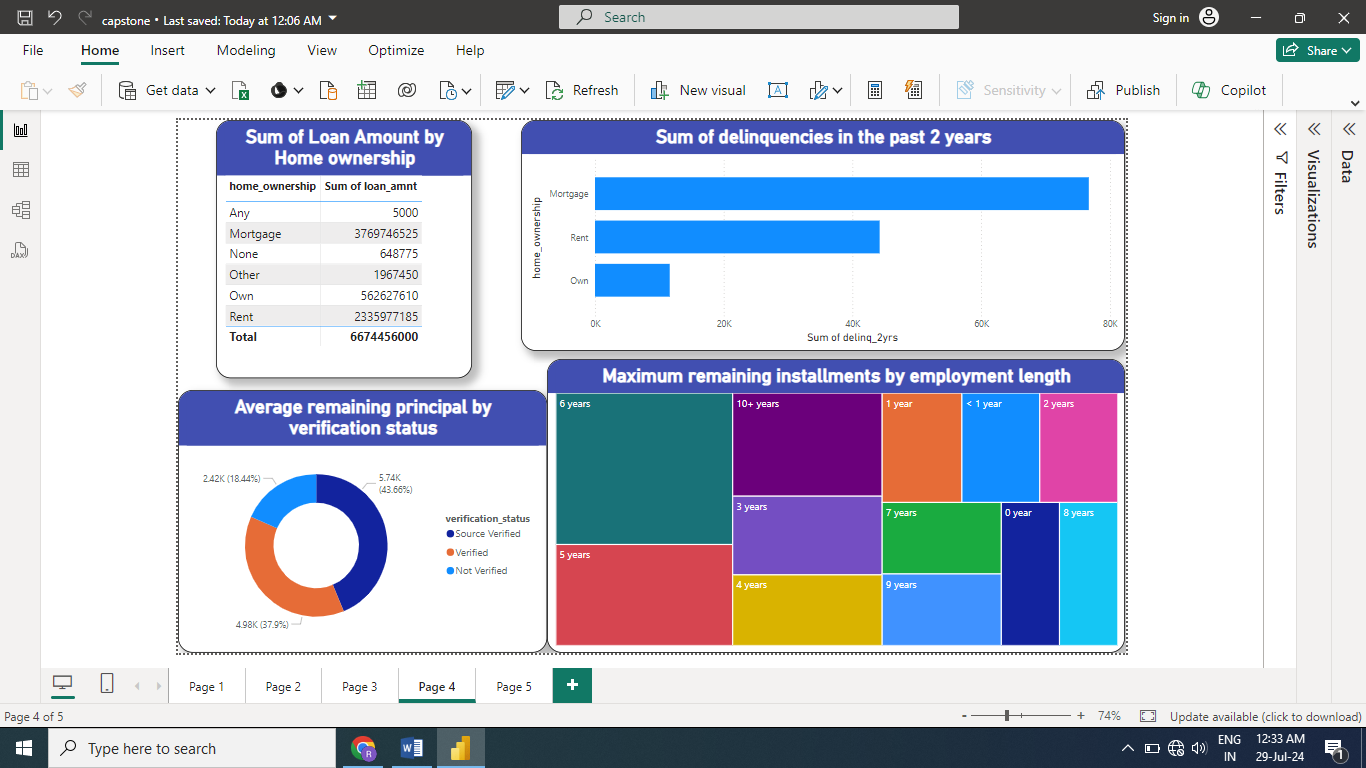 capstone • Last saved: Today at 12:06 AM
Search
Sign in
File Home Insert Modeling View Optimize Help
Share
Get data
Refresh
New visual
A
Sensitivity
Publish
Copilot
DAX
Sum of Loan Amount by
Home ownership
home_ownership Sum of loan_amnt
Any 5000
Mortgage 3769746525
None 648775
Other 1967450
Own 562627610
Rent 2335977185
Total 6674456000
Sum of delinquencies in the past 2 years
home_ownership
Mortgage
Rent
Own
0K 20K 40K 60K 80K
Sum of delinq_2yrs
Average remaining principal by
verification status
2.42K (18.44%)
5.74K
(43.66%)
4.98K (37.9%)
verification_status
Source Verified
Verified
Not Verified
Maximum remaining installments by employment length
6 years
10+ years
1 year
< 1 year
2 years
3 years
7 years
0 year
8 years
5 years
4 years
9 years
Filters
Visualizations
Data
Page 1 Page 2 Page 3 Page 4 Page 5 +
Page 4 of 5
- + 74%
Update available (click to download)
Type here to search
R
W
ENG
IN
12:33 AM
29-Jul-24
1